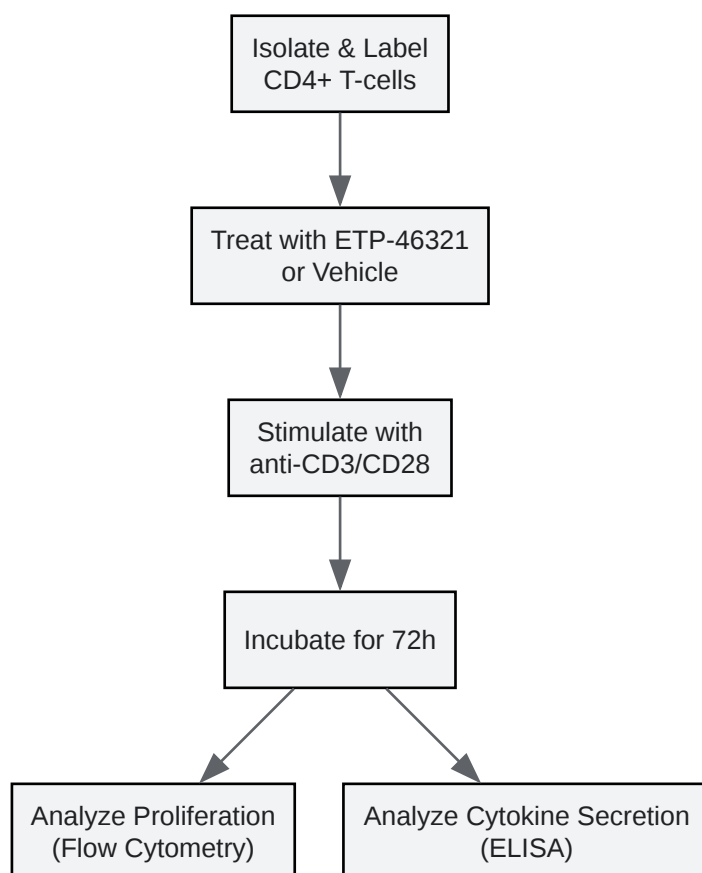 Isolate & Label
CD4+ T-cells
Treat with ETP-46321
or Vehicle
Stimulate with
anti-CD3/CD28
Incubate for 72h
Analyze Proliferation
(Flow Cytometry)
Analyze Cytokine Secretion
(ELISA)